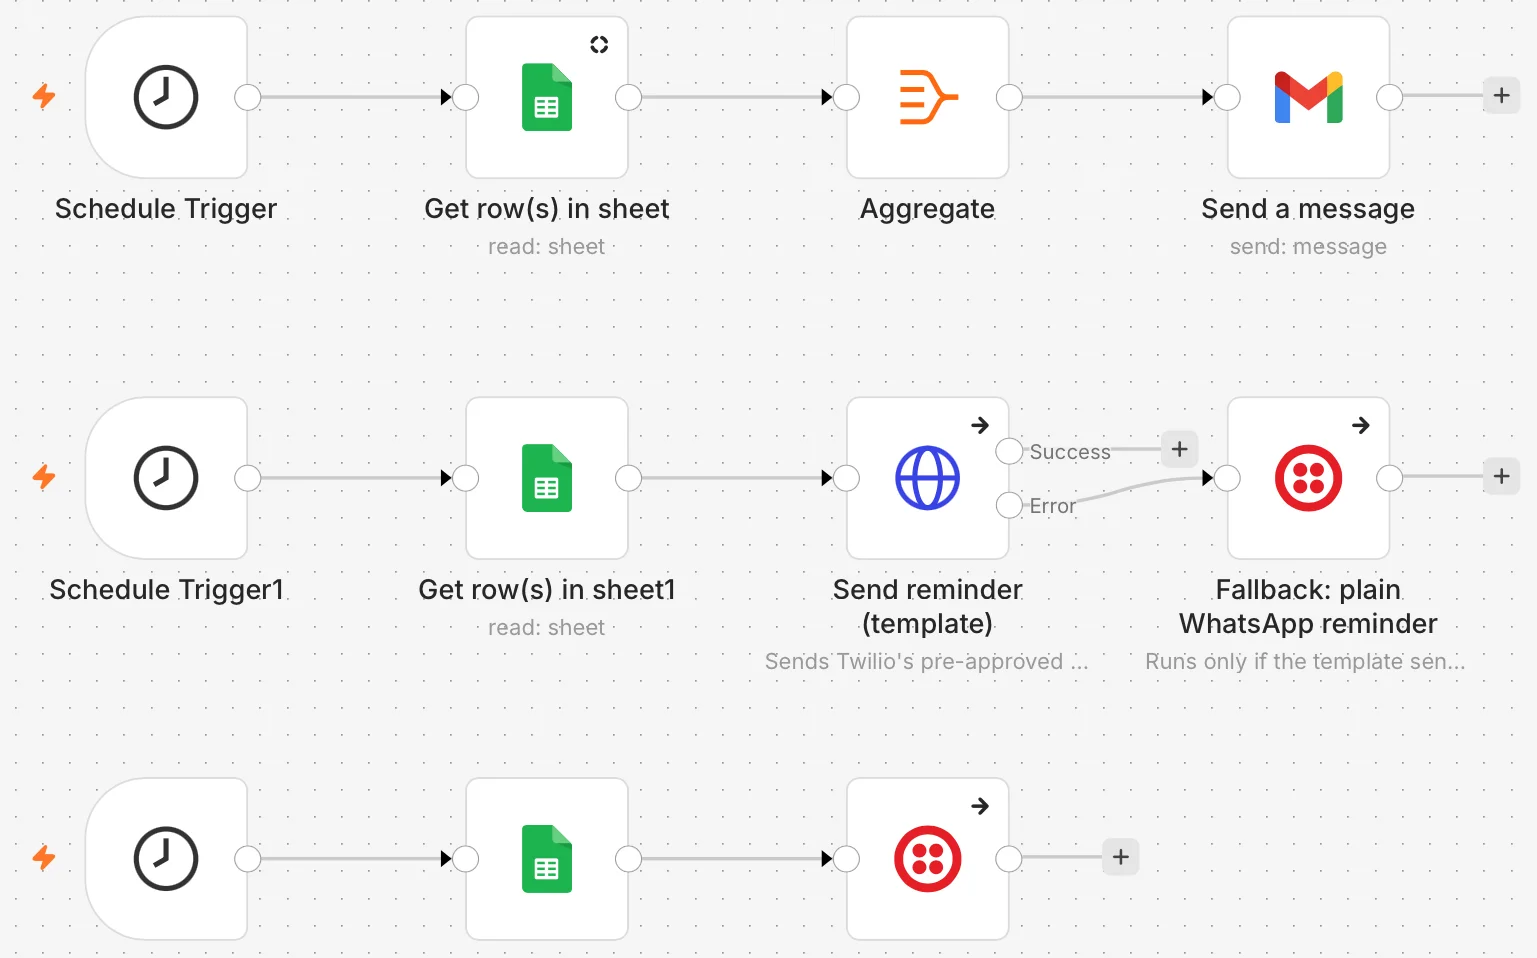 Schedule Trigger
Get row(s) in sheet
read: sheet
Aggregate
Send a message
send: message
Success
Error
Schedule Trigger1
Get row(s) in sheet1
read: sheet
Send reminder
(template)
Sends Twilio's pre-approved ...
Fallback: plain
WhatsApp reminder
Runs only if the template sen...